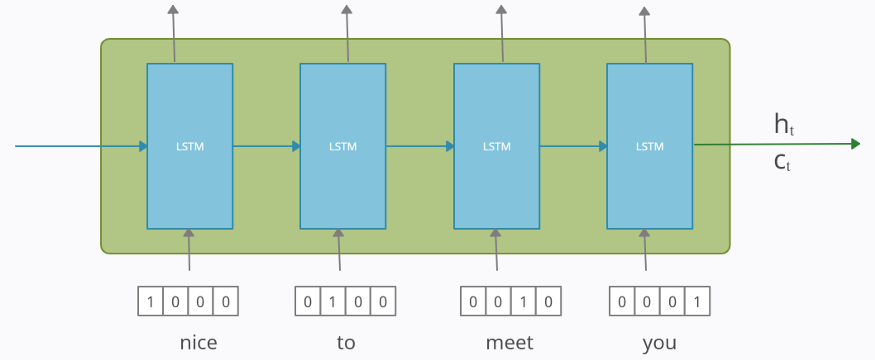 LSTM LSTM LSTM LSTM
hₜ
cₜ
1 0 0 0 0 1 0 0 0 0 1 0 0 0 0 1
nice to meet you